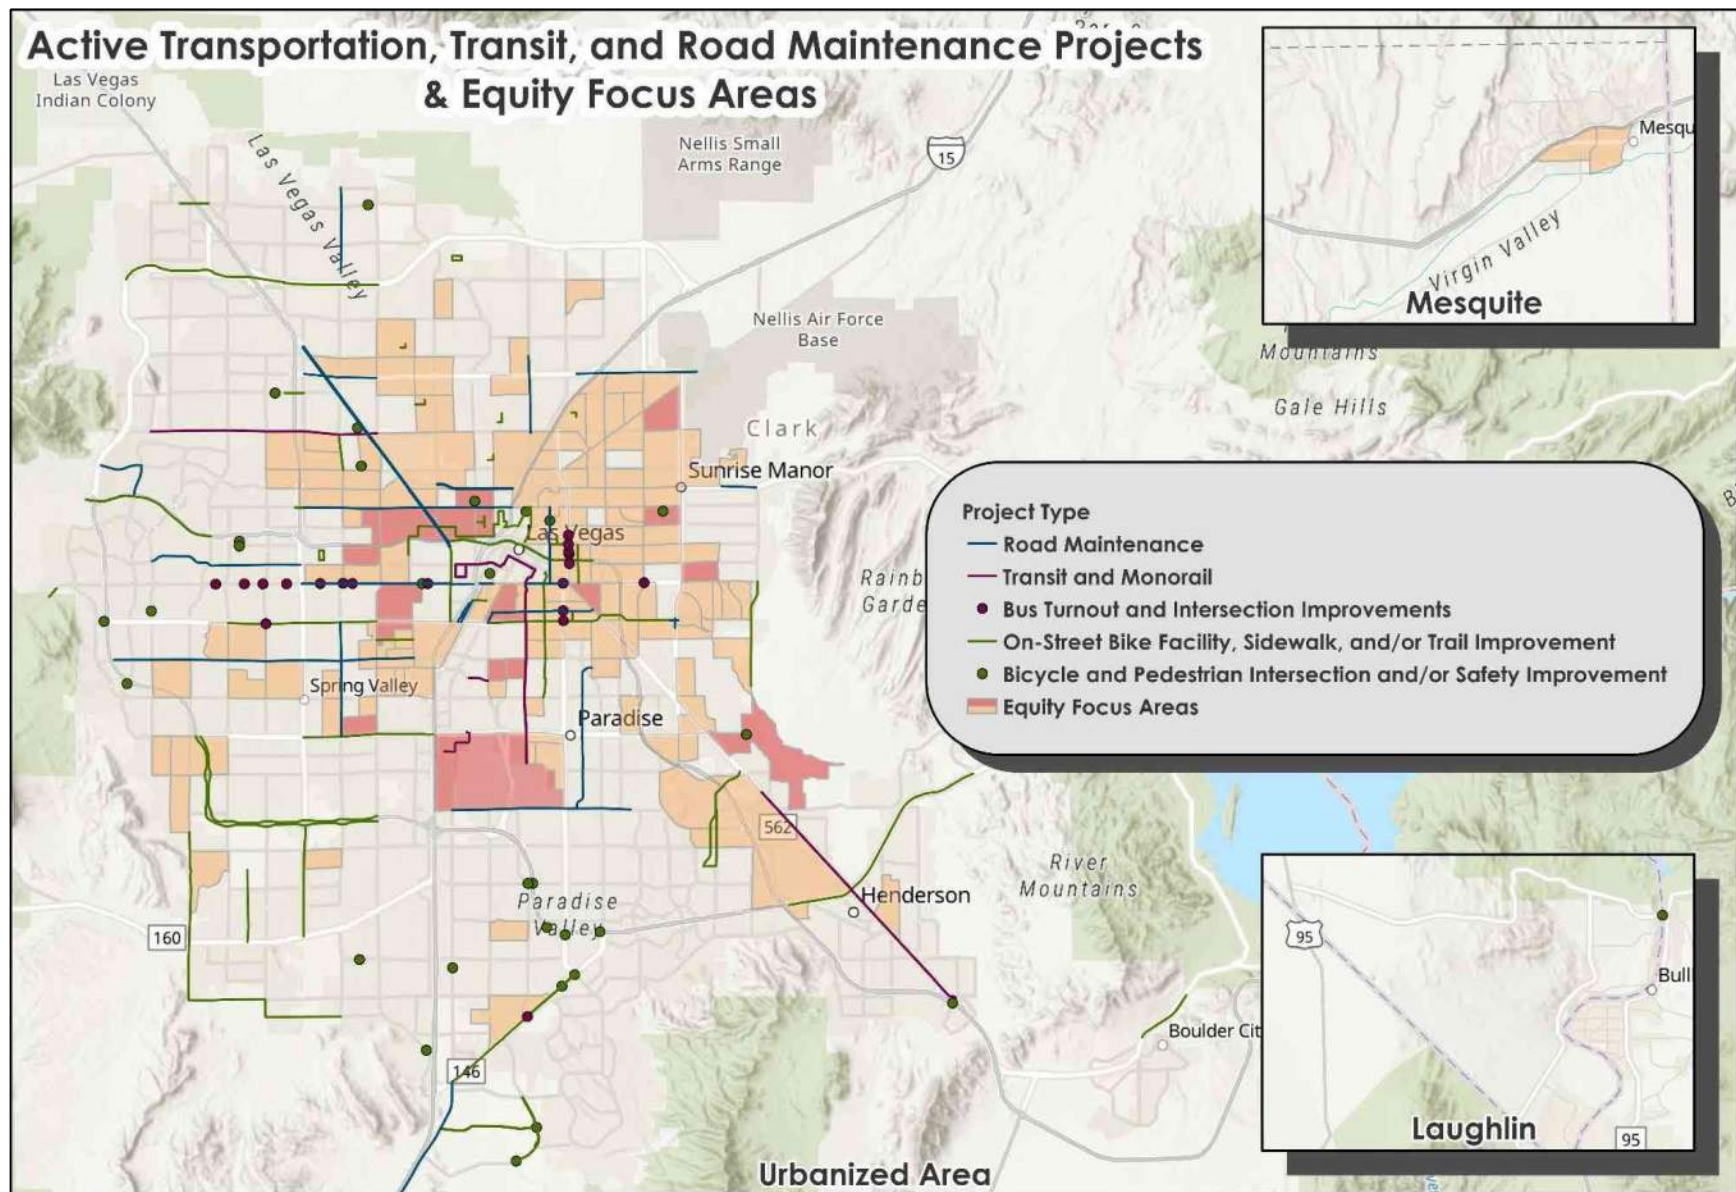 Active Transportation, Transit, and Road Maintenance Projects
& Equity Focus Areas
Las Vegas
Indian Colony
Las Vegas Valley
Nellis Small
Arms Range
15
Nellis Air Force
Base
Mesqu
Virgin Valley
Mesquite
Mountains
Gale Hills
Clark
Sunrise Manor
Las Vegas
Rainb
Garde
Spring Valley
Paradise
Project Type
Road Maintenance
Transit and Monorail
Bus Turnout and Intersection Improvements
On-Street Bike Facility, Sidewalk, and/or Trail Improvement
Bicycle and Pedestrian Intersection and/or Safety Improvement
Equity Focus Areas
562
River
Mountains
Henderson
Paradise
Valley
160
146
Boulder Cit
95
Bull
95
Laughlin
Urbanized Area